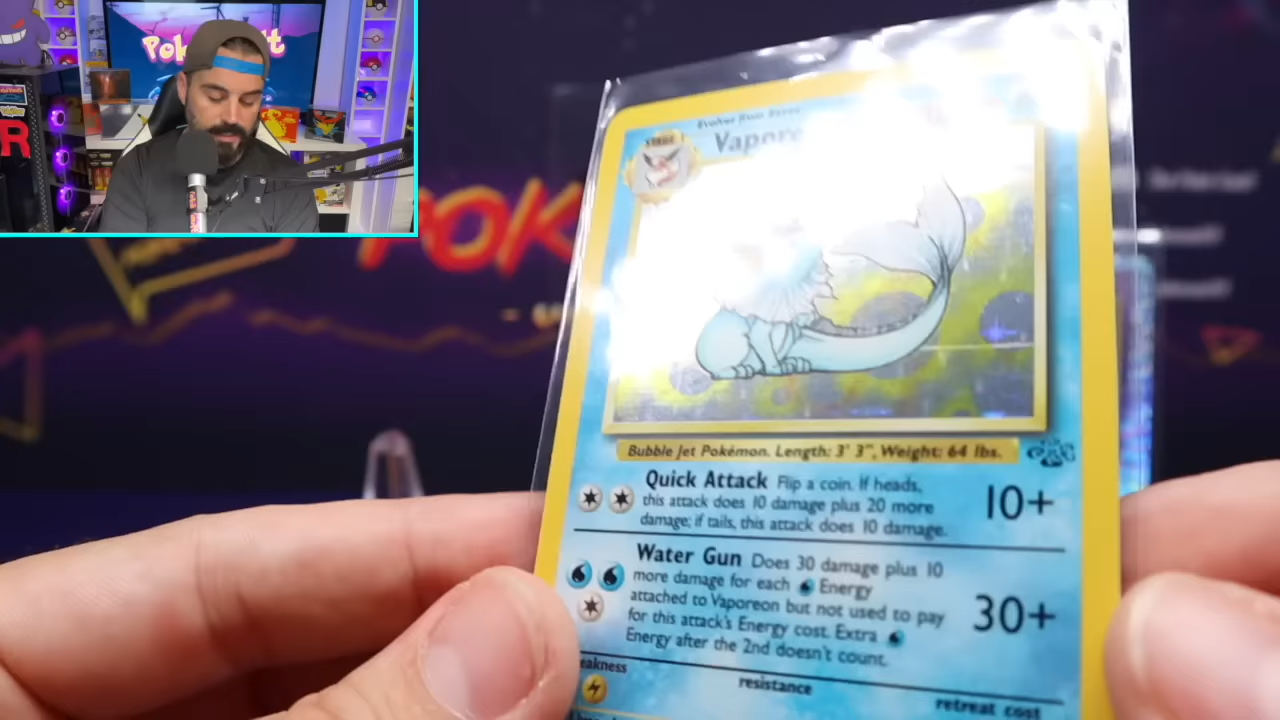 Evolves from Eevee
STAGE
Vapore
Bubble Jet Pokémon. Length: 3' 3", Weight: 64 lbs.
Quick Attack Flip a coin. If heads,
this attack does 10 damage plus 20 more
damage; if tails, this attack does 10 damage.
10+
Water Gun Does 30 damage plus 10
more damage for each Energy
attached to Vaporeon but not used to pay
for this attack's Energy cost. Extra
Energy after the 2nd doesn't count.
30+
eakness
resistance
retreat cost
POK
R